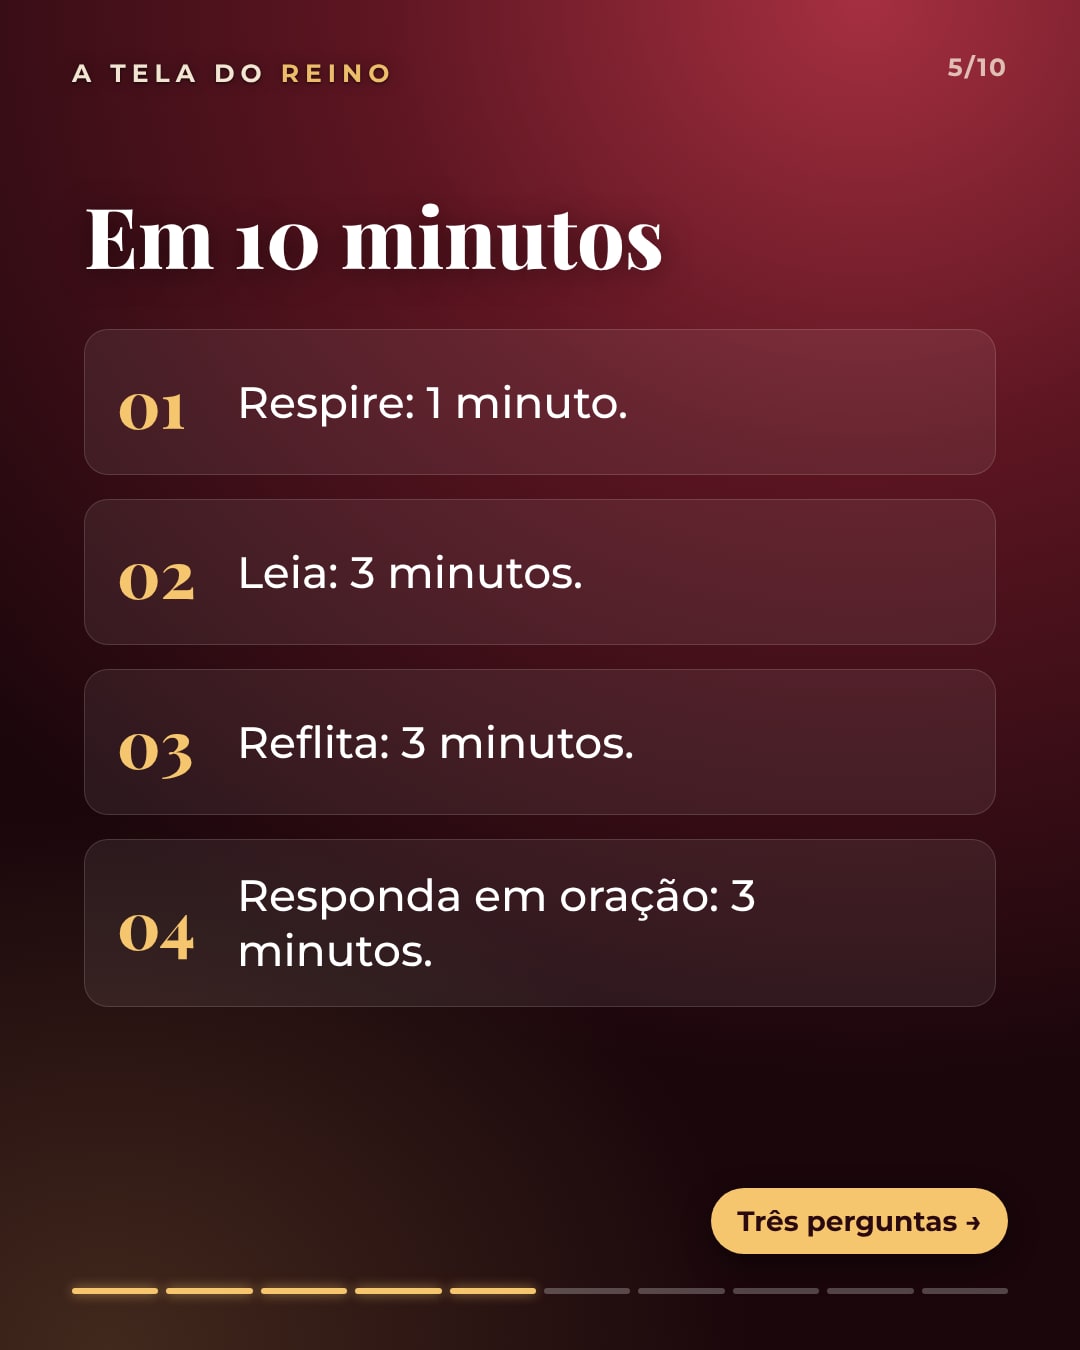 A TELA DO REINO
5/10
Em 10 minutos
01 Respire: 1 minuto.
02 Leia: 3 minutos.
03 Reflita: 3 minutos.
04 Responda em oração: 3
minutos.
Três perguntas →